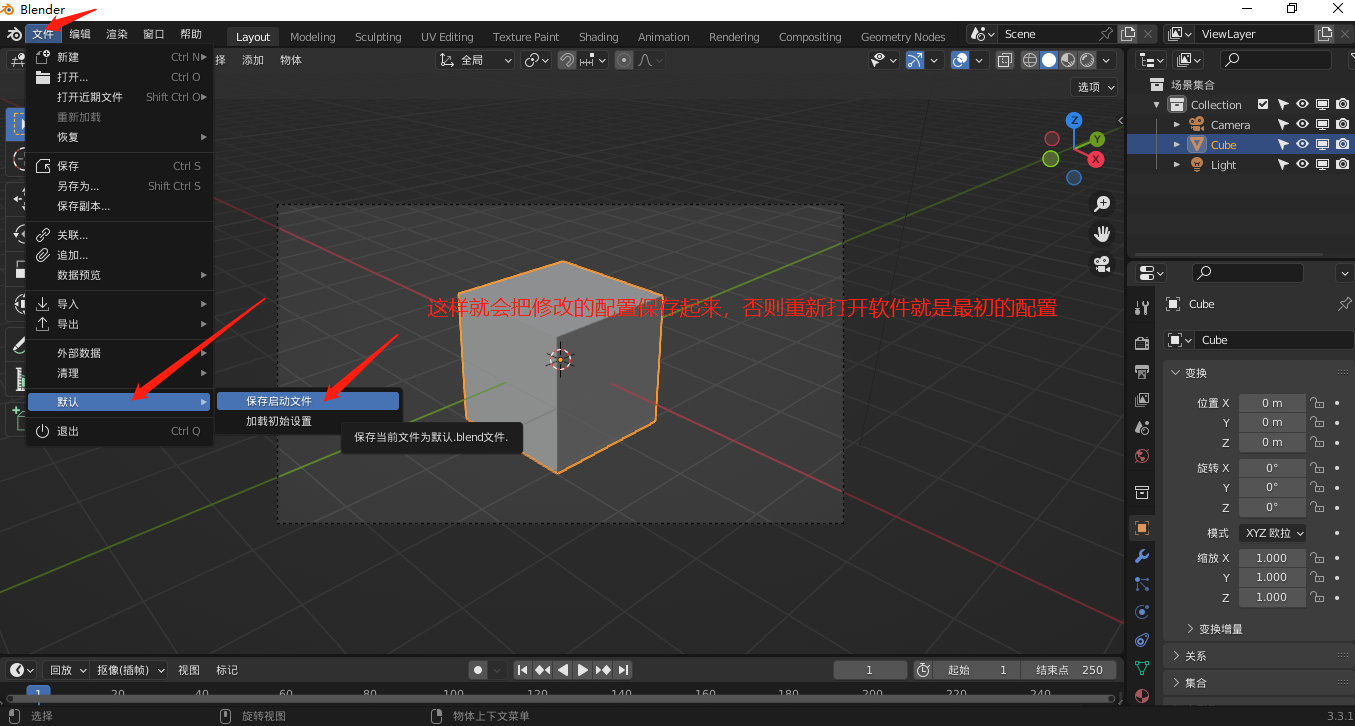 Blender
文件 编辑 渲染 窗口 帮助 Layout Modeling Sculpting UV Editing Texture Paint Shading Animation Rendering Compositing Geometry Nodes Scene ViewLayer
择 添加 物体 全局
选项
新建 Ctrl N
打开... Ctrl O
打开近期文件 Shift Ctrl O
重新加载
恢复
保存 Ctrl S
另存为... Shift Ctrl S
保存副本...
关联...
追加...
数据预览
导入
导出
外部数据
清理
默认
退出 Ctrl Q
保存启动文件
加载初始设置
保存当前文件为默认.blend文件.
这样就会把修改的配置保存起来，否则重新打开软件就是最初的配置
Z
Y
X
场景集合
Collection
Camera
Cube
Light
Cube
Cube
变换
位置 X 0 m
Y 0 m
Z 0 m
旋转 X 0°
Y 0°
Z 0°
模式 XYZ 欧拉
缩放 X 1.000
Y 1.000
Z 1.000
变换增量
关系
集合
回放 抠像(插帧) 视图 标记 1 起始 1 结束点 250
1 20 40 60 80 100 120 140 160 180 200 220 240
选择 旋转视图 物体上下文菜单 3.3.1